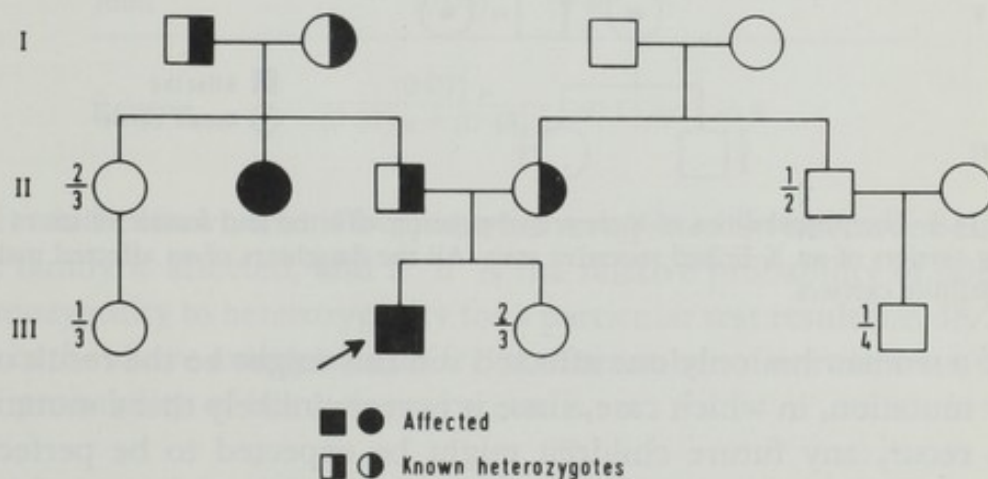 I
II 2/3 1/2
III 1/3 2/3 1/4
Affected
Known heterozygotes